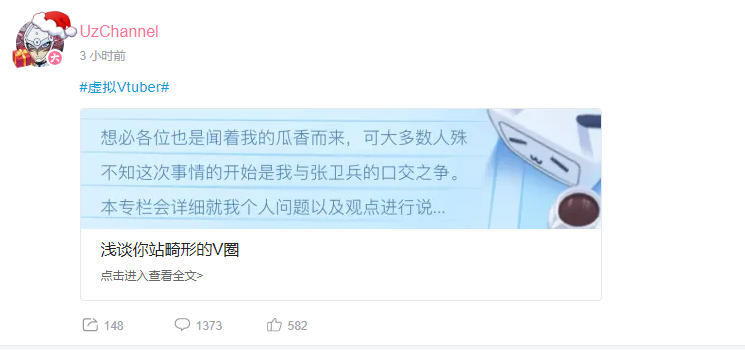 UzChannel
3 小时前
#虚拟Vtuber#
想必各位也是闻着我的瓜香而来，可大多数人殊
不知这次事情的开始是我与张卫兵的口交之争。
本专栏会详细就我个人问题以及观点进行说...
浅谈你站畸形的V圈
点击进入查看全文>
148 1373 582